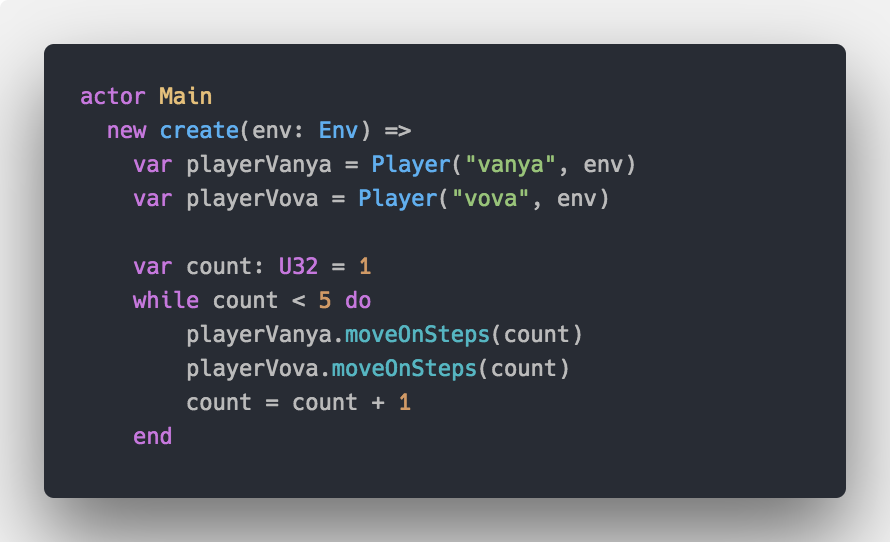 actor Main
  new create(env: Env) =>
    var playerVanya = Player("vanya", env)
    var playerVova = Player("vova", env)

    var count: U32 = 1
    while count < 5 do
        playerVanya.moveOnSteps(count)
        playerVova.moveOnSteps(count)
        count = count + 1
    end